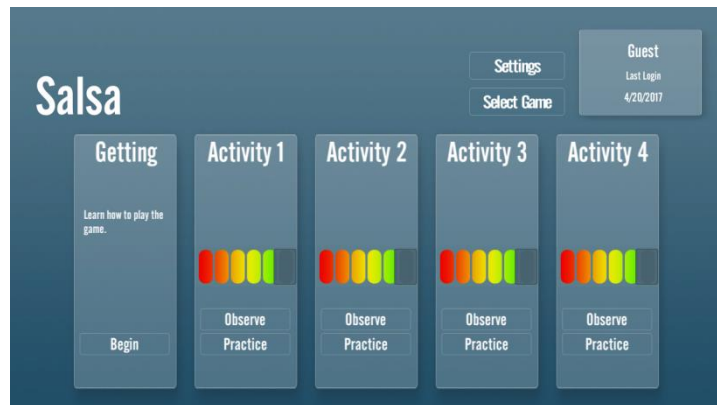 Salsa
Settings
Select Game
Guest
Last Login
4/20/2017
Getting
Learn how to play the
game.
Begin
Activity 1
Observe
Practice
Activity 2
Observe
Practice
Activity 3
Observe
Practice
Activity 4
Observe
Practice